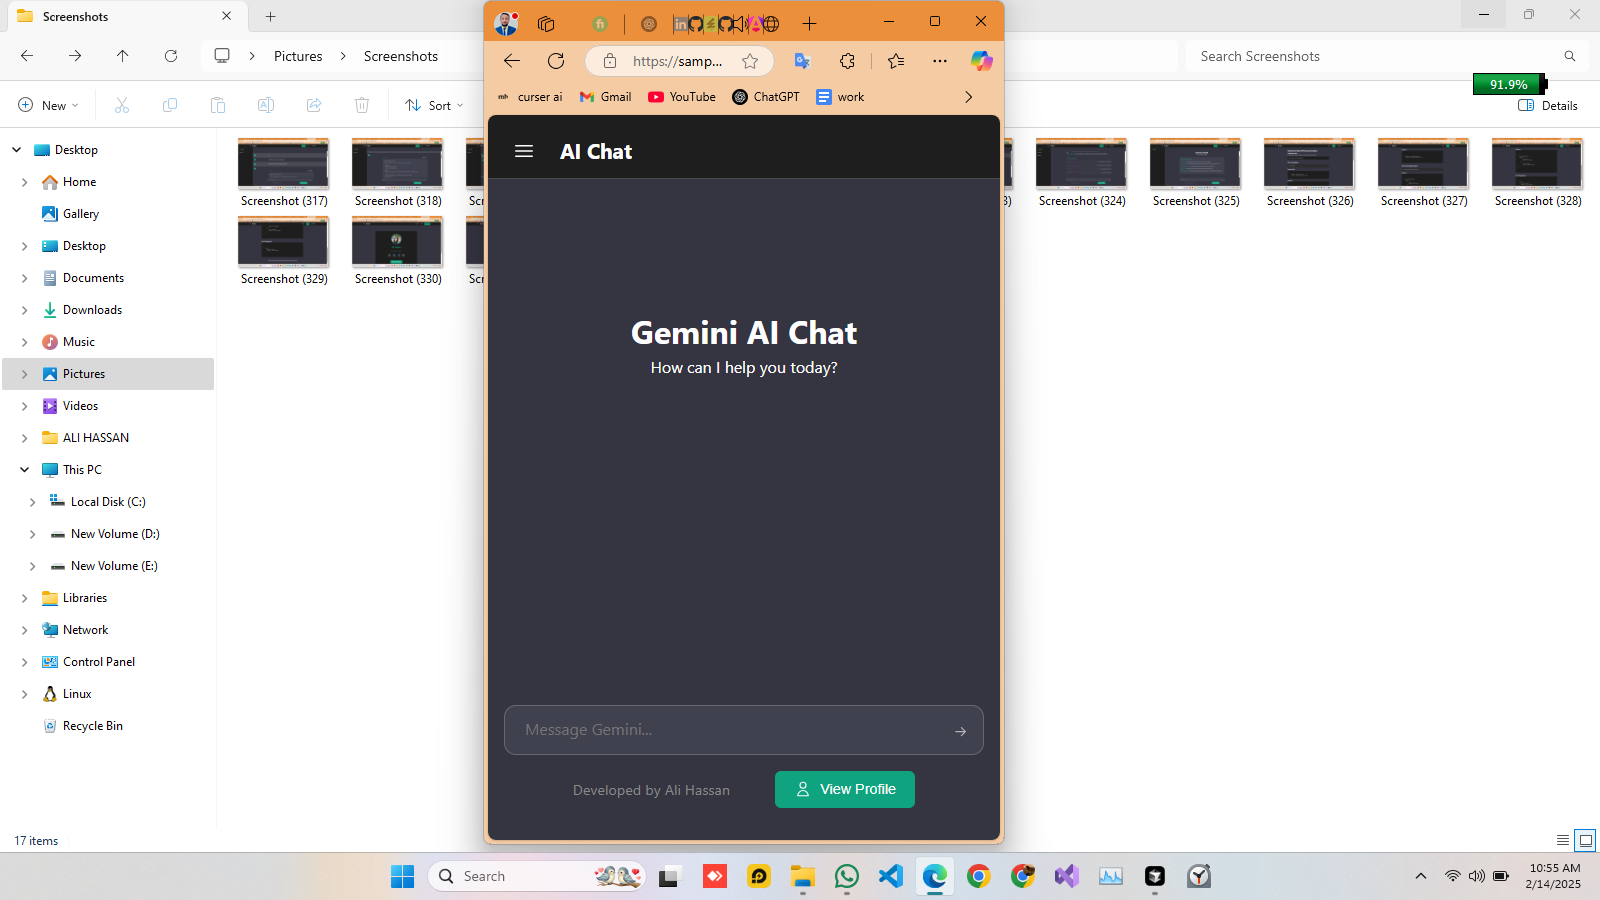 Screenshots
Pictures
Screenshots
Search Screenshots
New
Sort
91.9%
Details
Desktop
Home
Gallery
Desktop
Documents
Downloads
Music
Pictures
Videos
ALI HASSAN
This PC
Local Disk (C:)
New Volume (D:)
New Volume (E:)
Libraries
Network
Control Panel
Linux
Recycle Bin
17 items
Screenshot (317)
Screenshot (318)
Scr
3)
Screenshot (324)
Screenshot (325)
Screenshot (326)
Screenshot (327)
Screenshot (328)
Screenshot (329)
Screenshot (330)
Scr
https://samp...
curser ai
Gmail
YouTube
ChatGPT
work
AI Chat
Gemini AI Chat
How can I help you today?
Message Gemini...
Developed by Ali Hassan
View Profile
Search
10:55 AM
2/14/2025